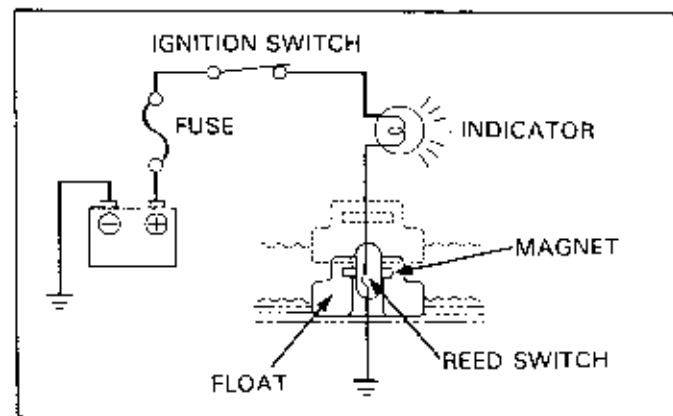 IGNITION SWITCH
FUSE
INDICATOR
⊖ ⊕
MAGNET
REED SWITCH
FLOAT